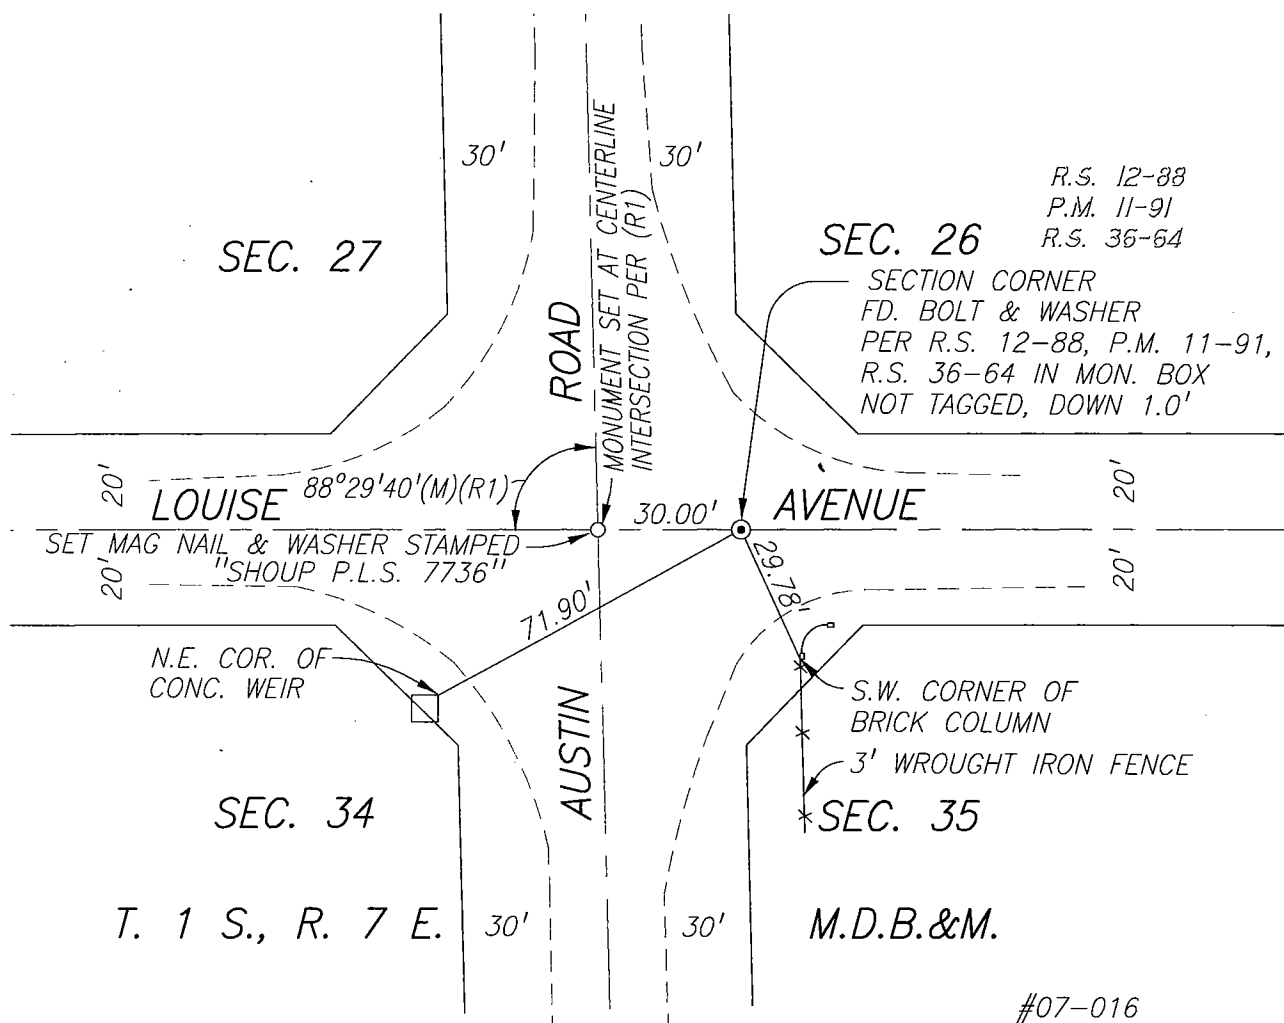 30'
30'
R.S. 12-88
P.M. 11-91
R.S. 36-64
SEC. 27
SEC. 26
MONUMENT SET AT CENTERLINE
INTERSECTION PER (R1)
SECTION CORNER
FD. BOLT & WASHER
PER R.S. 12-88, P.M. 11-91,
R.S. 36-64 IN MON. BOX
NOT TAGGED, DOWN 1.0'
ROAD
20'
88°29'40'(M)(R1)
LOUISE
30.00'
AVENUE
20'
SET MAG NAIL & WASHER STAMPED
"SHOUP P.L.S. 7736"
20'
29.78'
20'
71.90'
N.E. COR. OF
CONC. WEIR
S.W. CORNER OF
BRICK COLUMN
AUSTIN
3' WROUGHT IRON FENCE
SEC. 34
SEC. 35
T. 1 S., R. 7 E.
30'
30'
M.D.B.&M.
#07-016